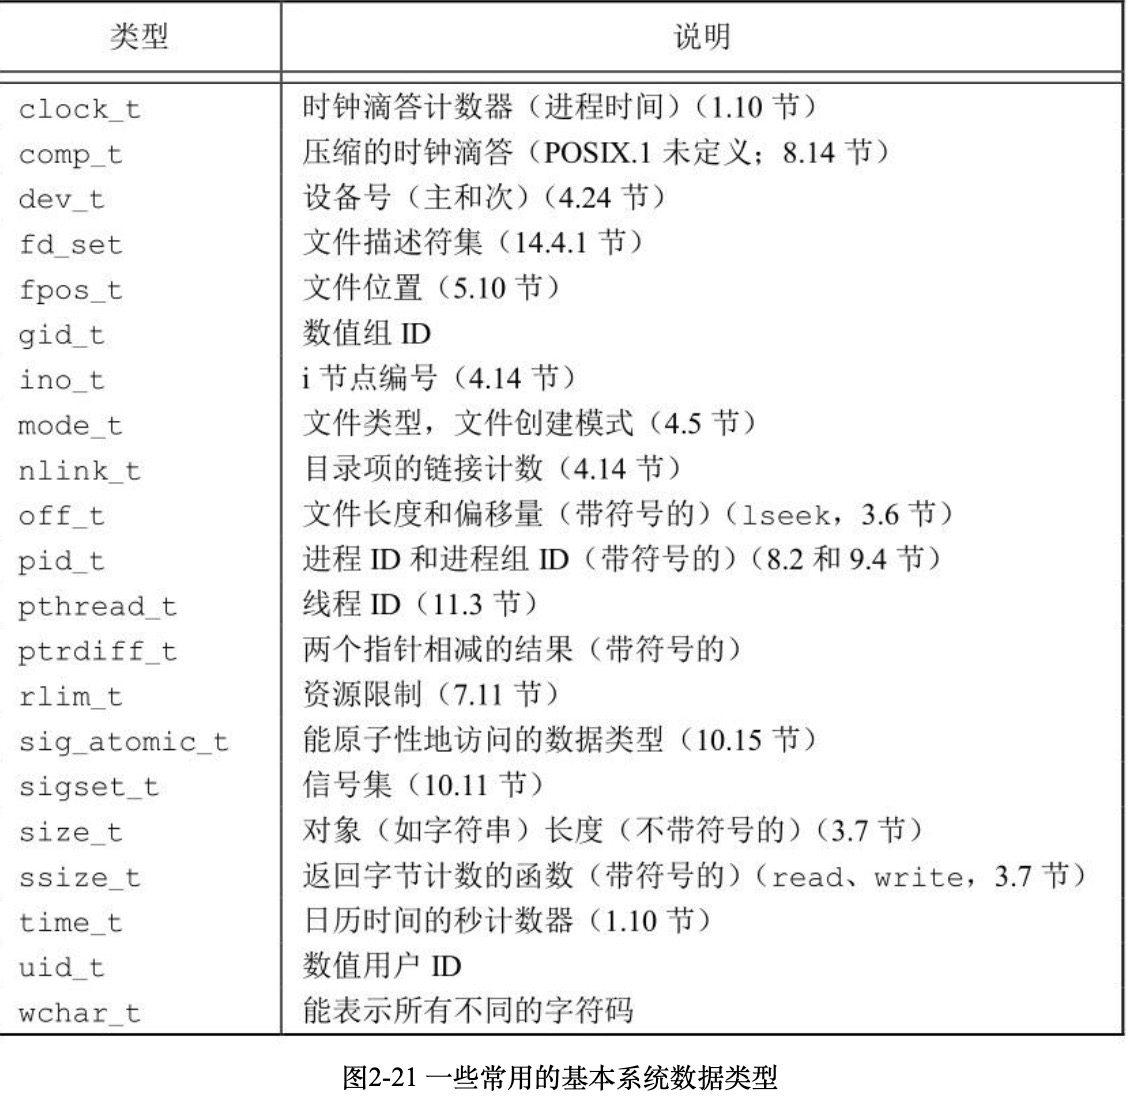 类型 说明
clock_t 时钟滴答计数器（进程时间）（1.10 节）
comp_t 压缩的时钟滴答（POSIX.1 未定义；8.14 节）
dev_t 设备号（主和次）（4.24 节）
fd_set 文件描述符集（14.4.1 节）
fpos_t 文件位置（5.10 节）
gid_t 数值组 ID
ino_t i 节点编号（4.14 节）
mode_t 文件类型，文件创建模式（4.5 节）
nlink_t 目录项的链接计数（4.14 节）
off_t 文件长度和偏移量（带符号的）（lseek，3.6 节）
pid_t 进程 ID 和进程组 ID（带符号的）（8.2 和 9.4 节）
pthread_t 线程 ID（11.3 节）
ptrdiff_t 两个指针相减的结果（带符号的）
rlim_t 资源限制（7.11 节）
sig_atomic_t 能原子性地访问的数据类型（10.15 节）
sigset_t 信号集（10.11 节）
size_t 对象（如字符串）长度（不带符号的）（3.7 节）
ssize_t 返回字节计数的函数（带符号的）（read、write，3.7 节）
time_t 日历时间的秒计数器（1.10 节）
uid_t 数值用户 ID
wchar_t 能表示所有不同的字符码
图2-21 一些常用的基本系统数据类型